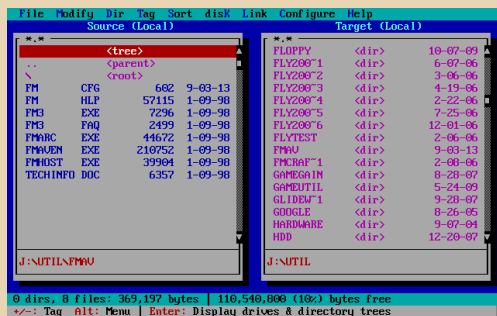 File Modify Dir Tag Sort disK Link Configure Help
Source (Local)
*.*
<tree>
.. <parent>
\ <root>
FM CFG 602 9-03-13
FM HLP 57115 1-09-98
FM3 EXE 7296 1-09-98
FM3 FAQ 2499 1-09-98
FMARC EXE 44672 1-09-98
FMAVEN EXE 210752 1-09-98
FMHOST EXE 39904 1-09-98
TECHINFO DOC 6357 1-09-98
J:\UTIL\FMAV
Target (Local)
*.*
FLOPPY <dir> 10-07-09
FLY200~1 <dir> 6-07-06
FLY200~2 <dir> 3-06-06
FLY200~3 <dir> 4-19-06
FLY200~4 <dir> 2-22-06
FLY200~5 <dir> 7-25-06
FLY200~6 <dir> 12-01-06
FLYTEST <dir> 2-06-06
FMAV <dir> 9-03-13
FMCRAF~1 <dir> 2-08-06
GAMEGAIN <dir> 8-28-07
GAMEUTIL <dir> 5-24-09
GLIDEW~1 <dir> 9-28-07
GOOGLE <dir> 8-26-05
HARDWARE <dir> 9-07-04
HDD <dir> 12-20-07
J:\UTIL
0 dirs, 8 files: 369,197 bytes | 110,540,800 (10%) bytes free
+/-: Tag Alt: Menu | Enter: Display drives & directory trees